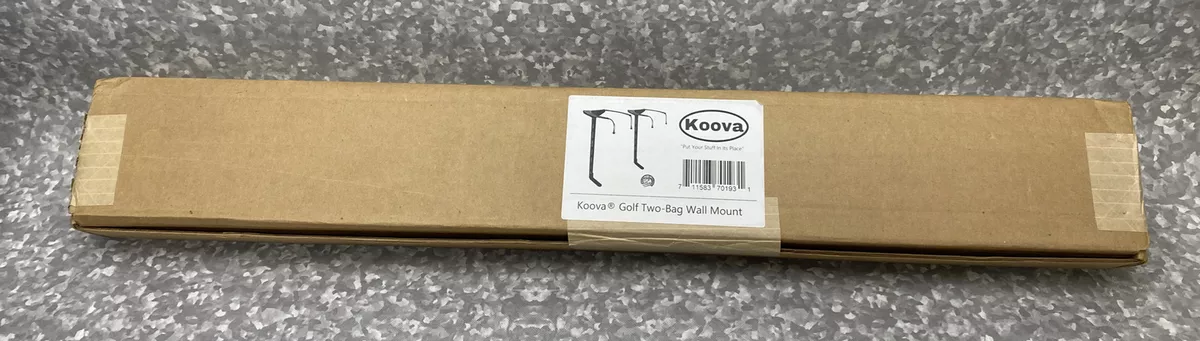 Koova
"Put Your Stuff in Its Place"
7 11583 70193 1
Koova® Golf Two-Bag Wall Mount